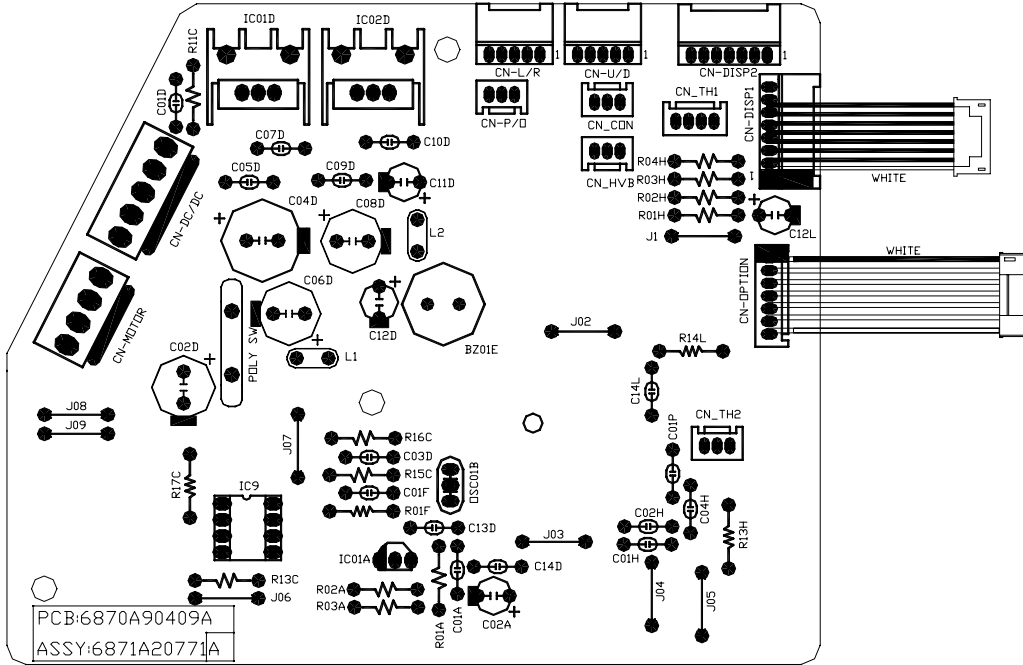 IC01D
IC02D
R11C
C01D
CN-L/R
1
CN-U/D
CN-DISP2
1
CN-P/O
CN_CON
CN_TH1
CN-DISP1
C07D
C10D
C05D
C09D
C11D
CN_HVB
R04H
R03H
R02H
R01H
J1
1
WHITE
C12L
CN-DC/DC
C04D
C08D
L2
WHITE
CN-OPTION
C06D
C12D
BZ01E
J02
CN-MOTOR
POLY SW
C02D
L1
R14L
C14L
J08
J09
J07
R16C
C03D
R15C
C01F
R01F
OSC01B
C01P
CN_TH2
R17C
IC9
C13D
C02H
C04H
R13H
J03
C01H
IC01A
R13C
J06
R02A
R03A
R01A
C01A
C14D
C02A
J04
J05
PCB:6870A90409A
ASSY:6871A20771A